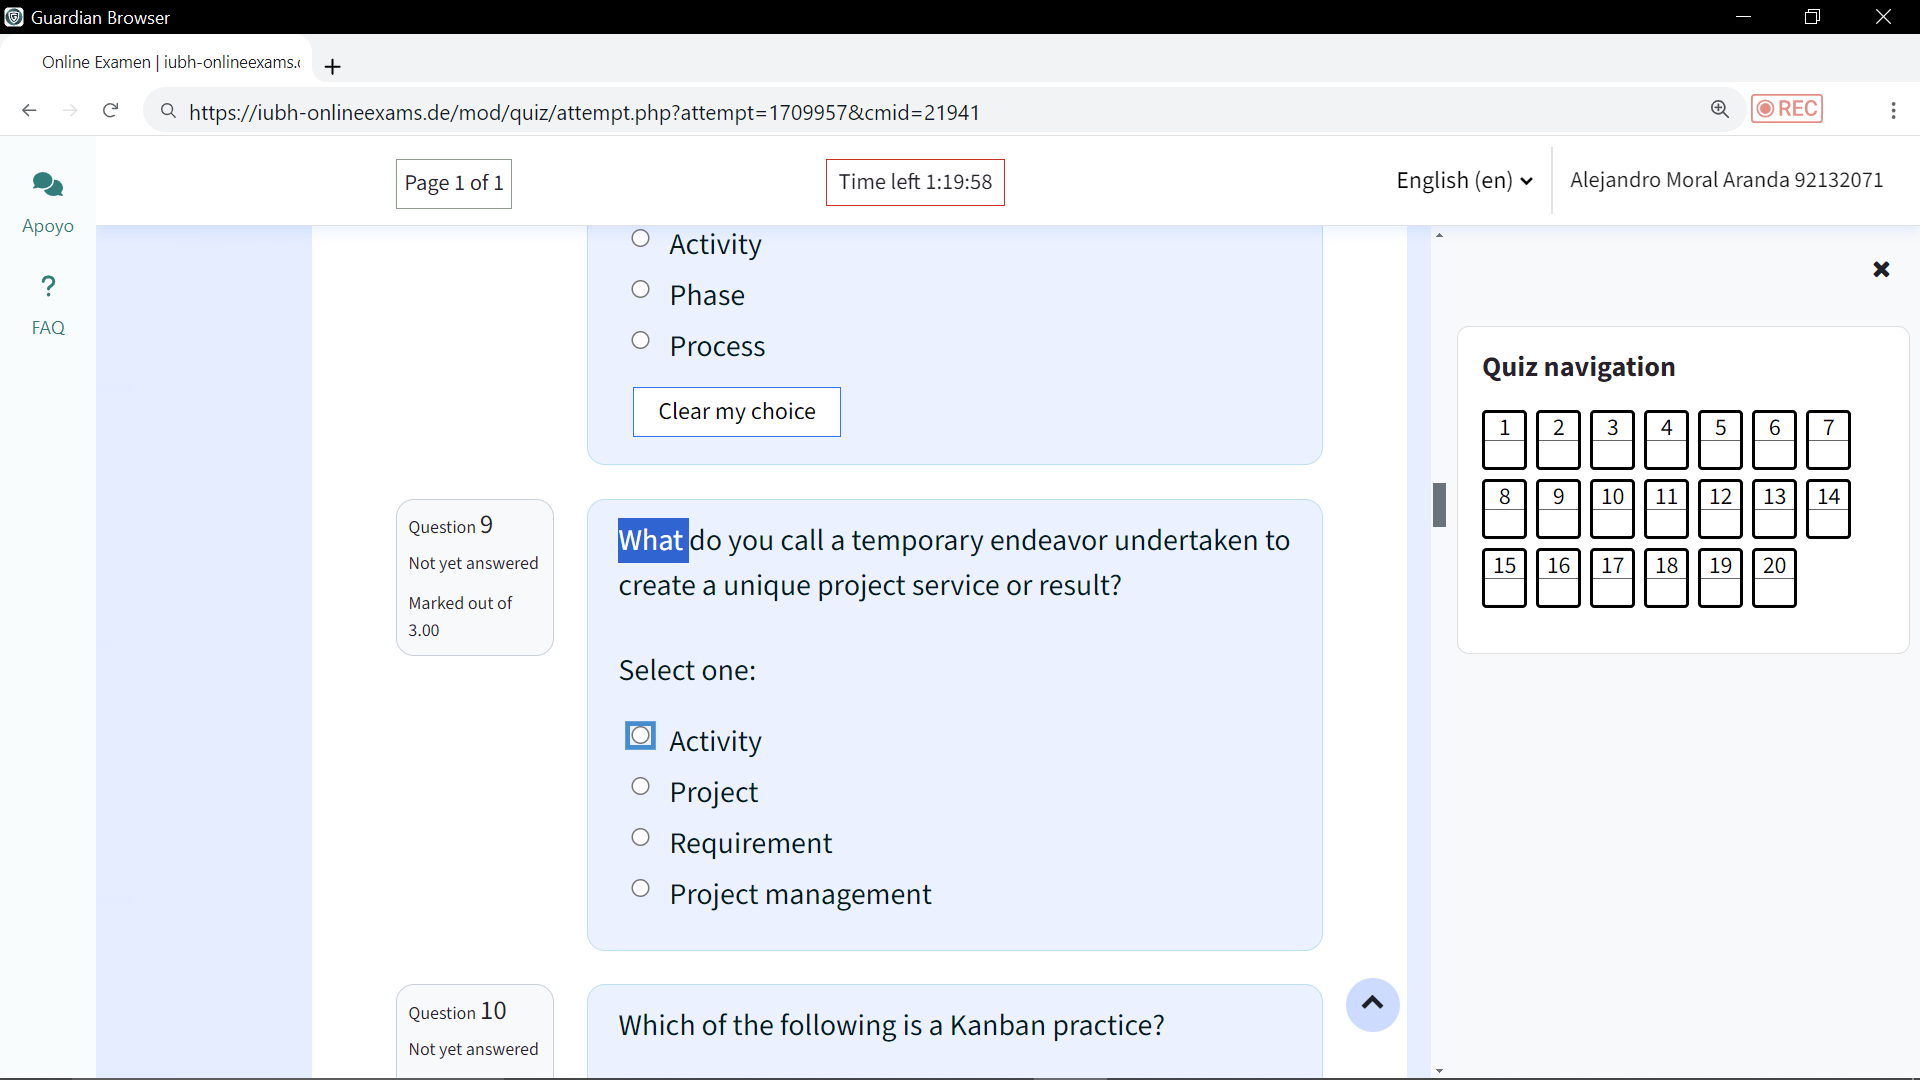 Guardian Browser
Online Examen | iubh-onlineexams.
https://iubh-onlineexams.de/mod/quiz/attempt.php?attempt=1709957&cmid=21941
REC
Page 1 of 1
Time left 1:19:58
English (en)
Alejandro Moral Aranda 92132071
Apoyo
?
FAQ
Activity
Phase
Process
Clear my choice
Question 9
Not yet answered
Marked out of
3.00
What do you call a temporary endeavor undertaken to
create a unique project service or result?
Select one:
Activity
Project
Requirement
Project management
Question 10
Not yet answered
Which of the following is a Kanban practice?
Quiz navigation
1 2 3 4 5 6 7
8 9 10 11 12 13 14
15 16 17 18 19 20